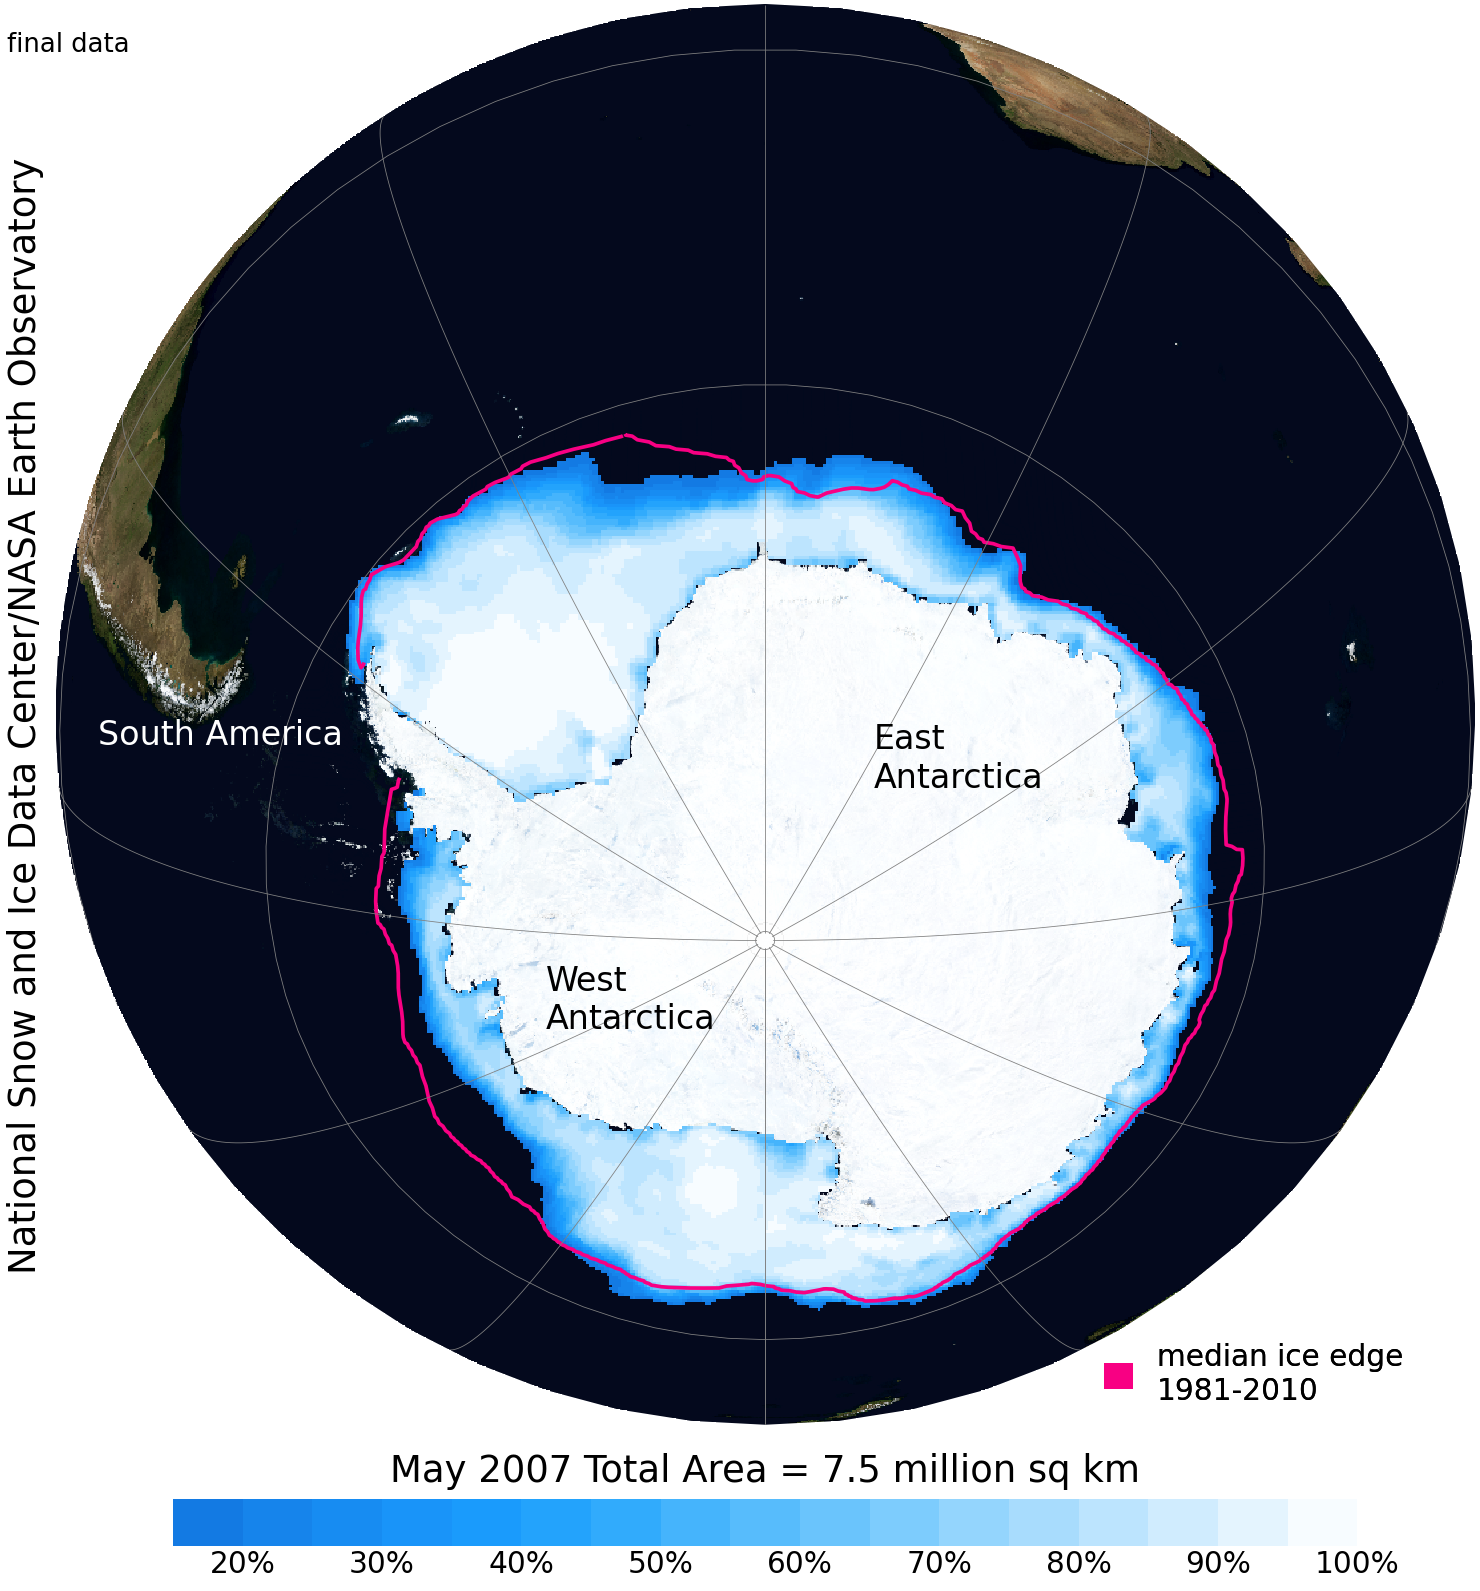 final data
National Snow and Ice Data Center/NASA Earth Observatory
South America
East
Antarctica
West
Antarctica
median ice edge
1981-2010
May 2007 Total Area = 7.5 million sq km
20% 30% 40% 50% 60% 70% 80% 90% 100%